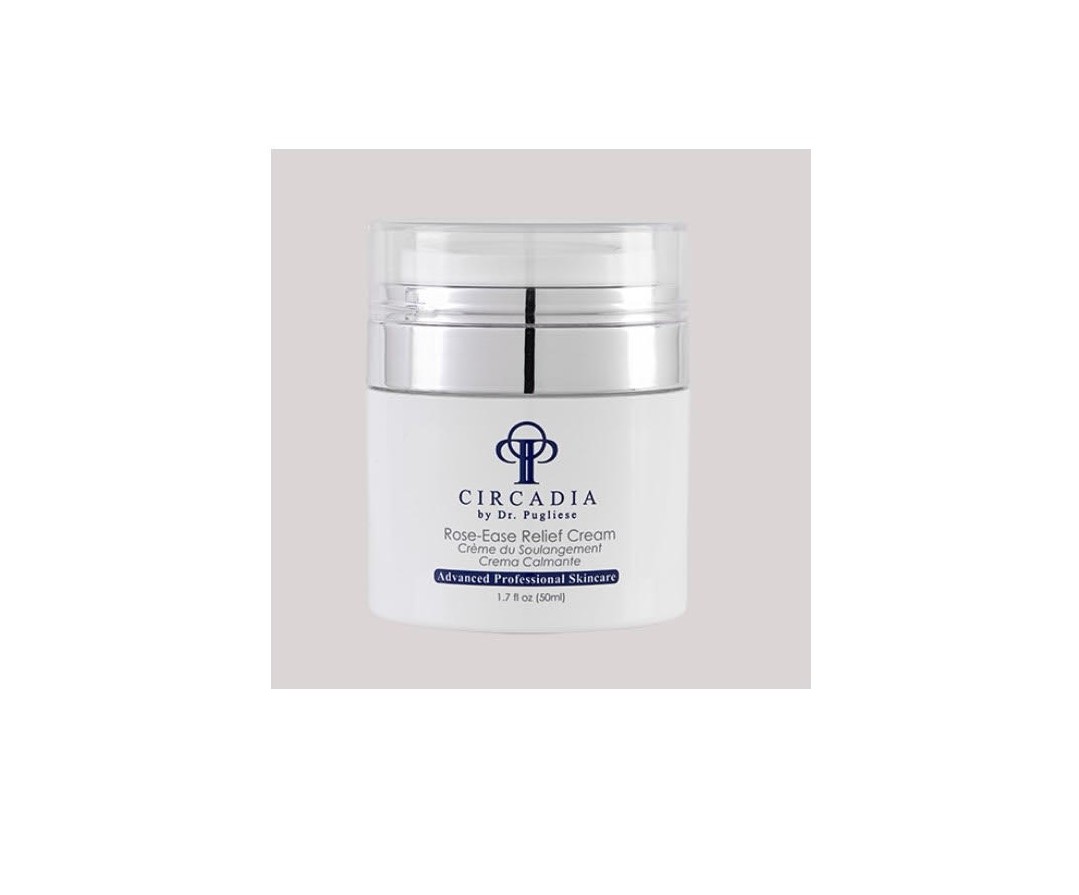 CIRCADIA
by Dr. Pugliese
Rose-Ease Relief Cream
Crème du Soulangement
Crema Calmante
Advanced Professional Skincare
1.7 fl oz (50ml)